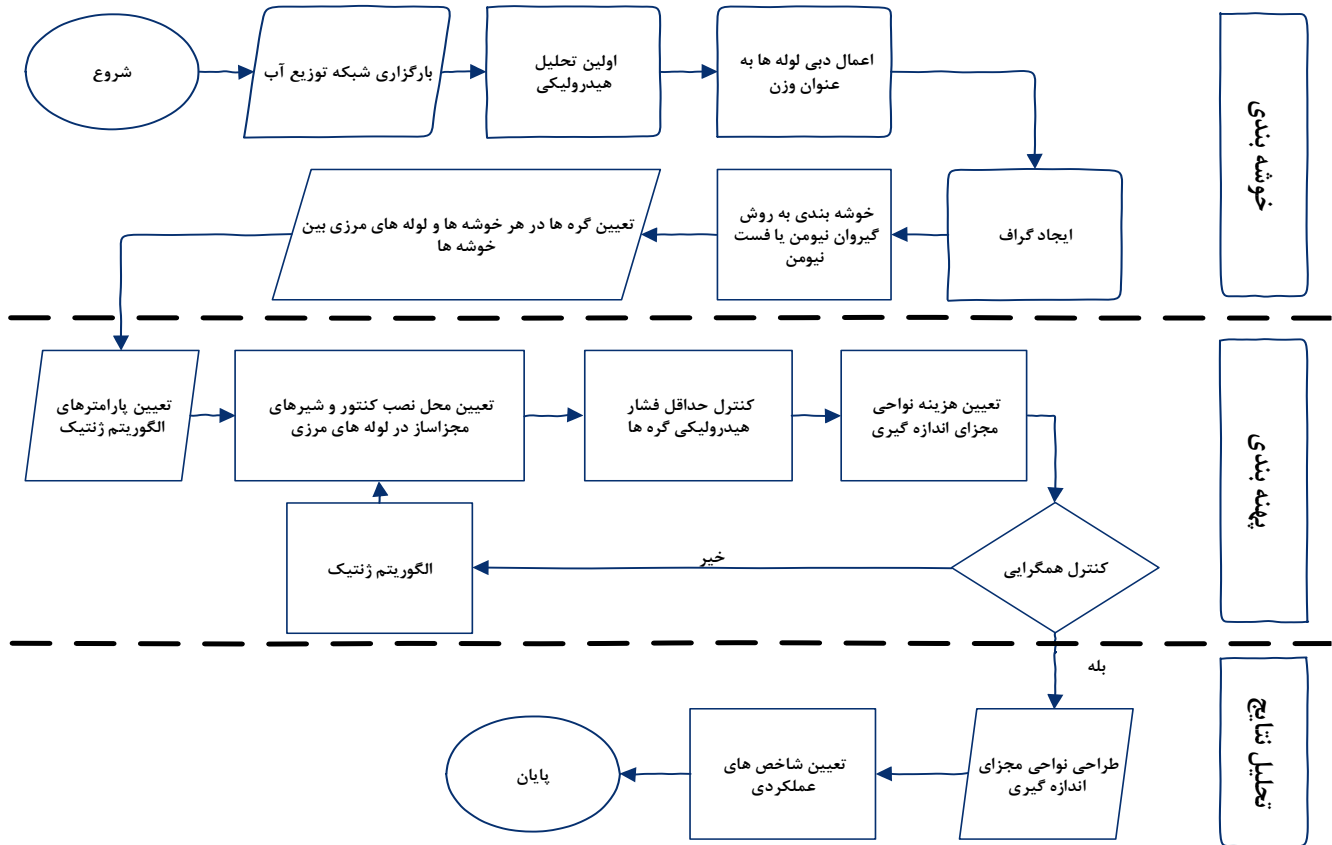 شروع
بارگزاری شبکه توزیع آب
اولین تحلیل
هیدرولیکی
اعمال دبی لوله ها به
عنوان وزن
خوشه بندی
ایجاد گراف
خوشه بندی به روش
گیروان نیومن یا فست
نیومن
تعیین گره ها در هر خوشه ها و لوله های مرزی بین
خوشه ها
تعیین پارامترهای
الگوریتم ژنتیک
تعیین محل نصب کنتور و شیرهای
مجزاساز در لوله های مرزی
کنترل حداقل فشار
هیدرولیکی گره ها
تعیین هزینه نواحی
مجزای اندازه گیری
پهنه بندی
کنترل همگرایی
خیر
الگوریتم ژنتیک
بله
طراحی نواحی مجزای
اندازه گیری
تعیین شاخص های
عملکردی
پایان
تحلیل نتایج